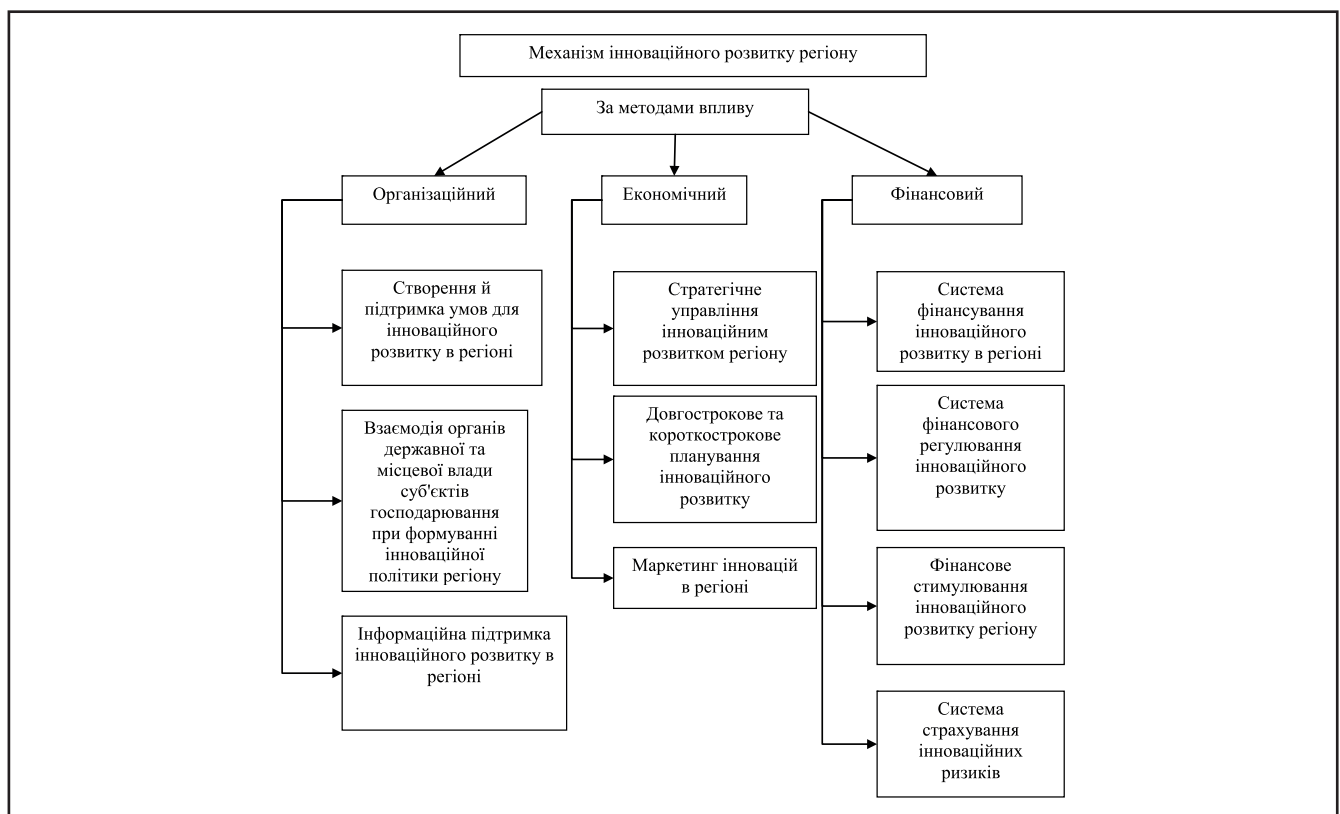 Механізм інноваційного розвитку регіону
За методами впливу
Організаційний
Економічний
Фінансовий
Створення й
підтримка умов для
інноваційного
розвитку в регіоні
Взаємодія органів
державної та
місцевої влади
суб'єктів
господарювання
при формуванні
інноваційної
політики регіону
Інформаційна підтримка
інноваційного розвитку в
регіоні
Стратегічне
управління
інноваційним
розвитком регіону
Довгострокове та
короткострокове
планування
інноваційного
розвитку
Маркетинг інновацій
в регіоні
Система
фінансування
інноваційного
розвитку в регіоні
Система
фінансового
регулювання
інноваційного
розвитку
Фінансове
стимулювання
інноваційного
розвитку регіону
Система
страхування
інноваційних
ризиків